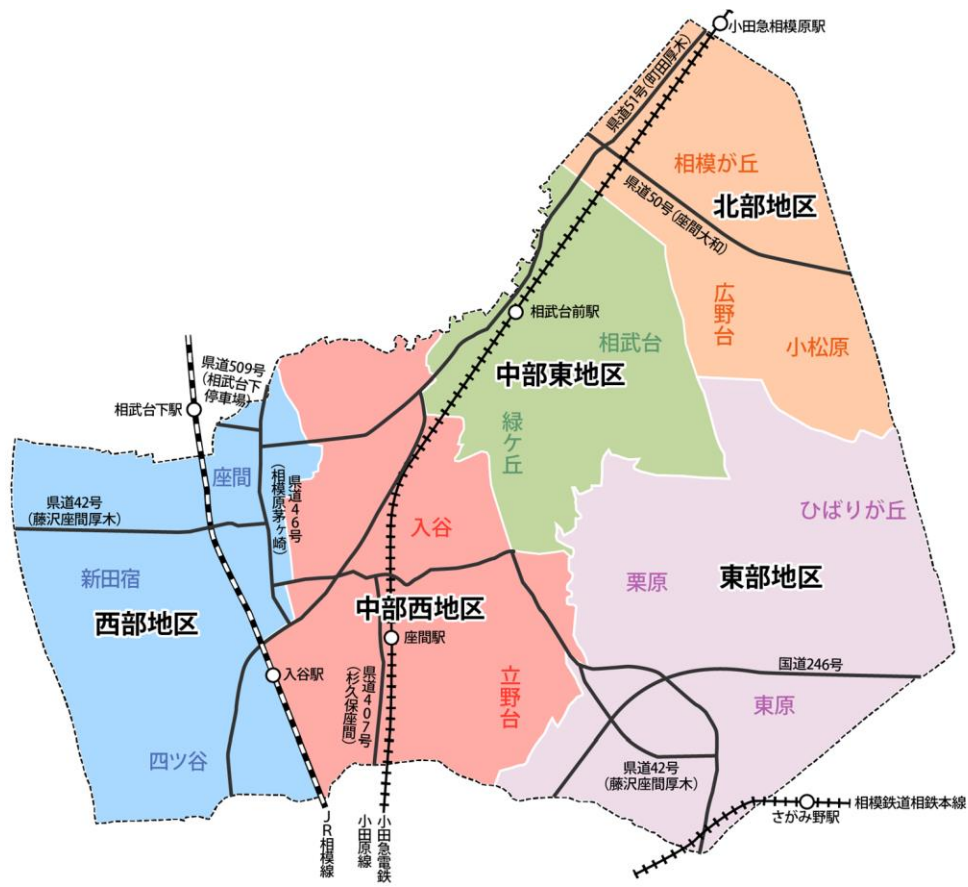 小田急相模原駅
県道51号(町田厚木)
相模が丘
北部地区
県道50号(座間大和)
広野台
小松原
相武台前駅
相武台
中部東地区
緑ケ丘
県道509号
(相武台下
停車場)
相武台下駅
座間
県道46号
(相模原茅ヶ崎)
県道42号
(藤沢座間厚木)
入谷
ひばりが丘
新田宿
西部地区
中部西地区
栗原
東部地区
座間駅
入谷駅
県道407号
(杉久保座間)
立野台
国道246号
東原
四ツ谷
県道42号
(藤沢座間厚木)
相模鉄道相鉄本線
さがみ野駅
JR相模線
小田急電鉄
小田原線